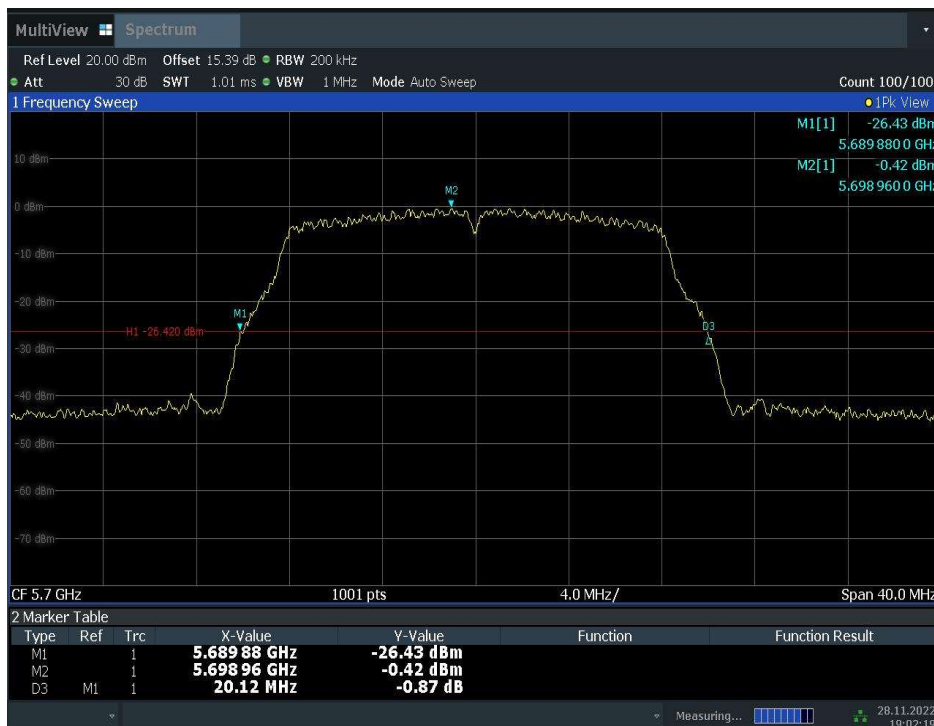 MultiView Spectrum
Ref Level 20.00 dBm Offset 15.39 dB RBW 200 kHz
Att 30 dB SWT 1.01 ms VBW 1 MHz Mode Auto Sweep Count 100/100
1 Frequency Sweep 1Pk View
M1[1] -26.43 dBm
5.689 880 0 GHz
M2[1] -0.42 dBm
5.698 960 0 GHz
10 dBm
M2
0 dBm
-10 dBm
-20 dBm
M1
H1 -26.420 dBm
D3
-30 dBm
-40 dBm
-50 dBm
-60 dBm
-70 dBm
CF 5.7 GHz 1001 pts 4.0 MHz/ Span 40.0 MHz
2 Marker Table
Type Ref Trc X-Value Y-Value Function Function Result
M1 1 5.689 88 GHz -26.43 dBm
M2 1 5.698 96 GHz -0.42 dBm
D3 M1 1 20.12 MHz -0.87 dB
Measuring... 28.11.2022
19:02:19